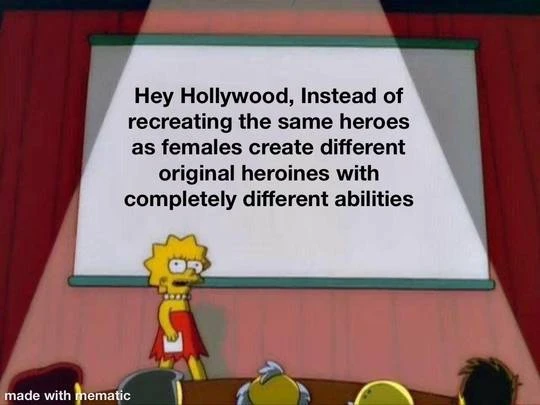 Hey Hollywood, Instead of
recreating the same heroes
as females create different
original heroines with
completely different abilities
made with mematic